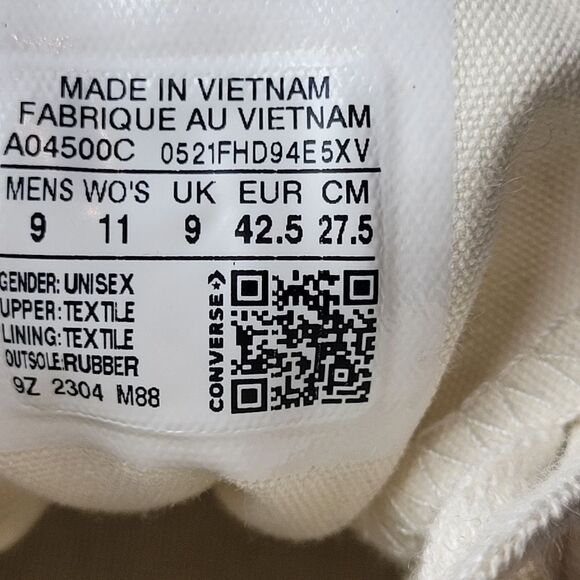 MADE IN VIETNAM
FABRIQUE AU VIETNAM
A04500C 0521FHD94E5XV
MENS WO'S UK EUR CM
9 11 9 42.5 27.5
GENDER: UNISEX
UPPER: TEXTILE
LINING: TEXTILE
OUTSOLE:RUBBER
9Z 2304 M88
CONVERSE